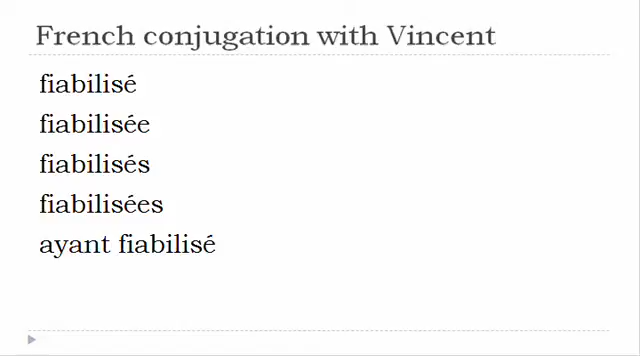 French conjugation with Vincent
fiabilisé
fiabilisée
fiabilisés
fiabilisées
ayant fiabilisé